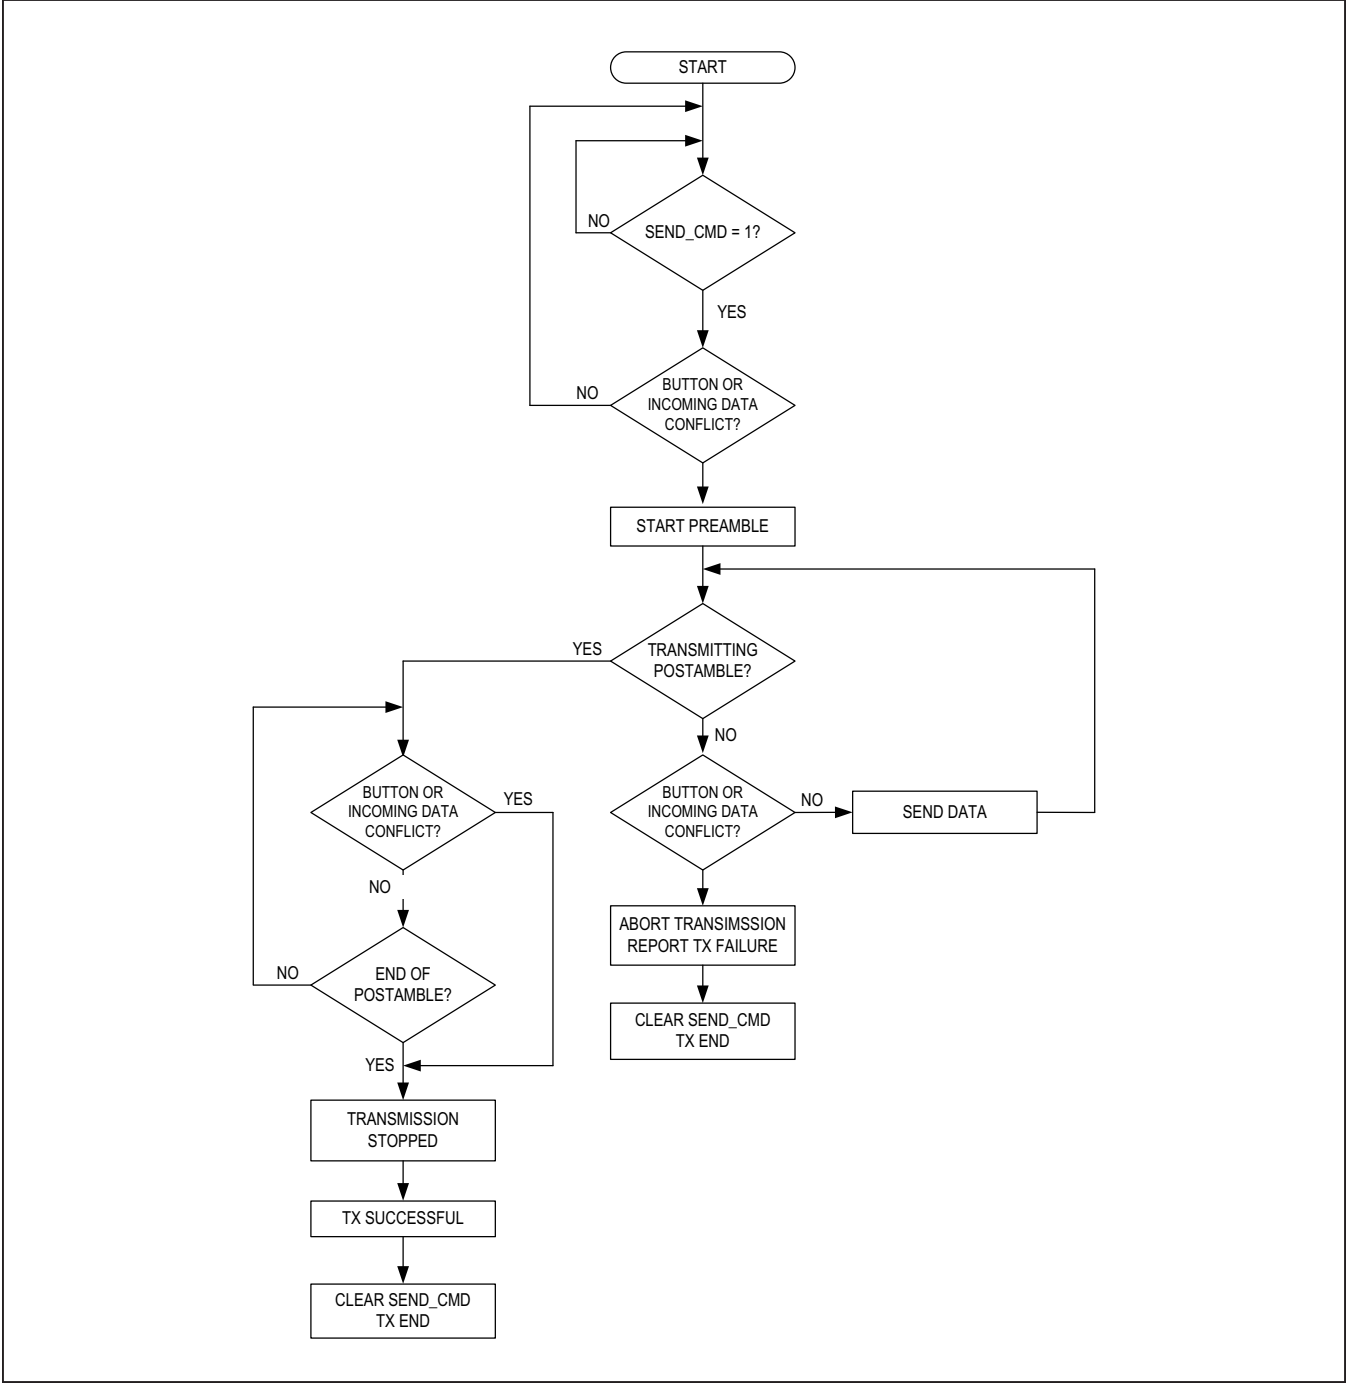 START
NO
SEND_CMD = 1?
YES
NO
BUTTON OR
INCOMING DATA
CONFLICT?
START PREAMBLE
YES
TRANSMITTING
POSTAMBLE?
NO
BUTTON OR
INCOMING DATA
CONFLICT?
YES
BUTTON OR
INCOMING DATA
CONFLICT?
NO
SEND DATA
NO
ABORT TRANSIMSSION
REPORT TX FAILURE
NO
END OF
POSTAMBLE?
CLEAR SEND_CMD
TX END
YES
TRANSMISSION
STOPPED
TX SUCCESSFUL
CLEAR SEND_CMD
TX END